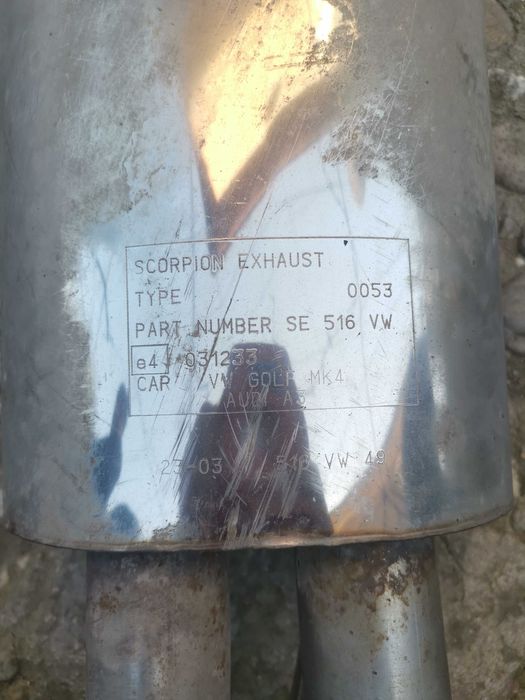 SCORPION EXHAUST
TYPE 0053
PART NUMBER SE 516 VW
e4 031233
CAR VW GOLF MK4
AUDI A3
23-03 516 VW 49